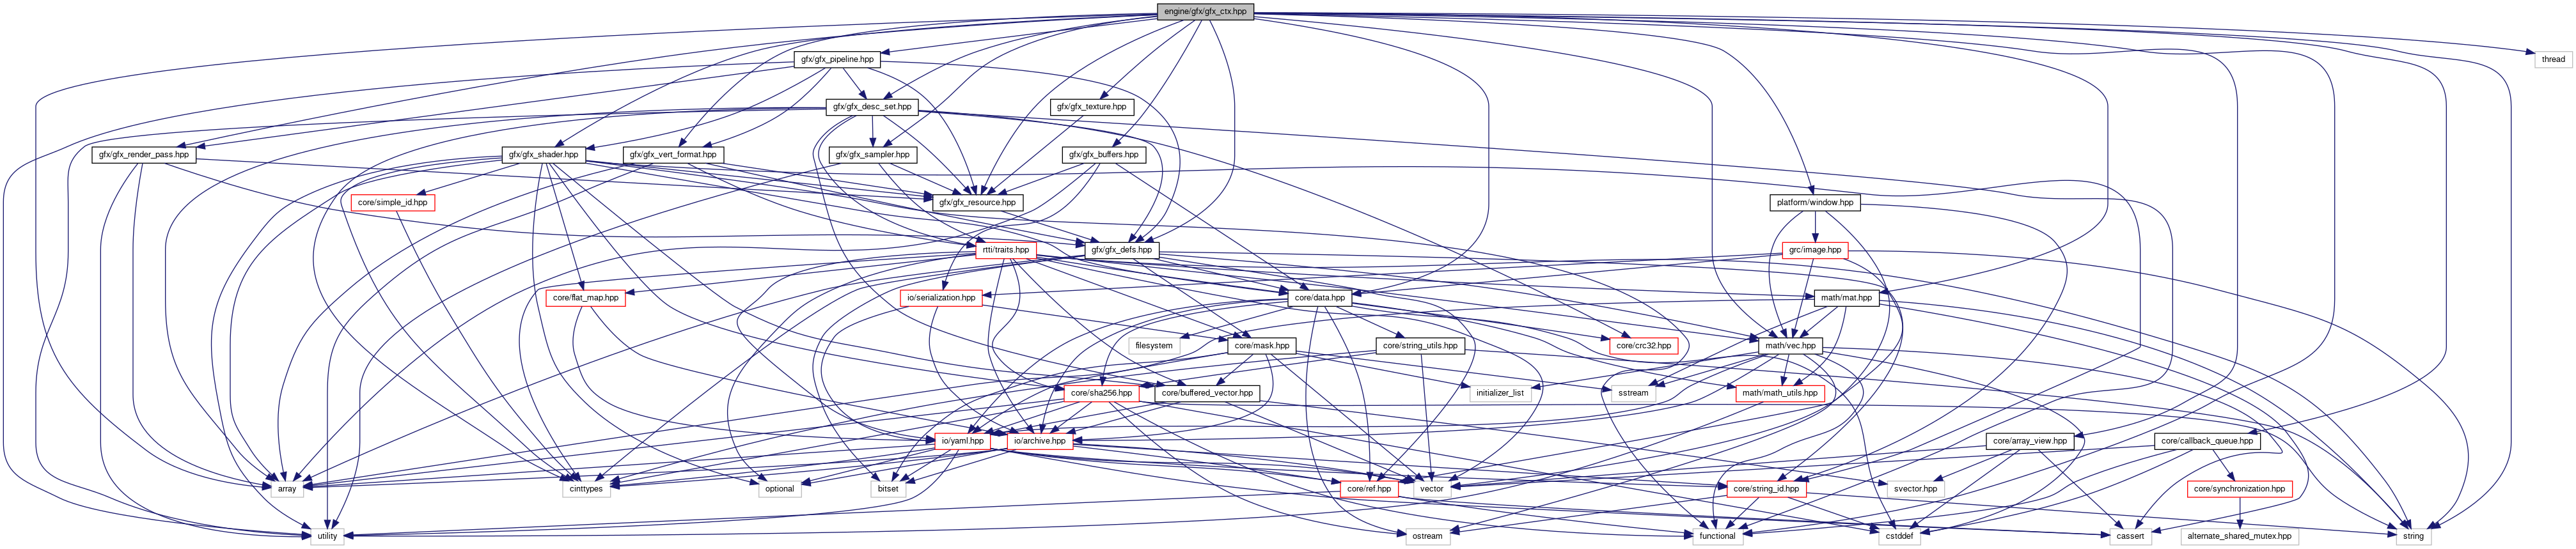 engine/gfx/gfx_ctx.hpp
gfx/gfx_pipeline.hpp
thread
gfx/gfx_desc_set.hpp
gfx/gfx_texture.hpp
gfx/gfx_render_pass.hpp
gfx/gfx_shader.hpp
gfx/gfx_vert_format.hpp
gfx/gfx_sampler.hpp
gfx/gfx_buffers.hpp
core/simple_id.hpp
gfx/gfx_resource.hpp
platform/window.hpp
rtti/traits.hpp
gfx/gfx_defs.hpp
grc/image.hpp
core/flat_map.hpp
io/serialization.hpp
core/data.hpp
math/mat.hpp
filesystem
core/mask.hpp
core/string_utils.hpp
core/crc32.hpp
math/vec.hpp
core/sha256.hpp
core/buffered_vector.hpp
initializer_list
sstream
math/math_utils.hpp
io/yaml.hpp
io/archive.hpp
core/array_view.hpp
core/callback_queue.hpp
array
cinttypes
optional
bitset
core/ref.hpp
vector
core/string_id.hpp
svector.hpp
core/synchronization.hpp
utility
ostream
functional
cstddef
cassert
alternate_shared_mutex.hpp
string